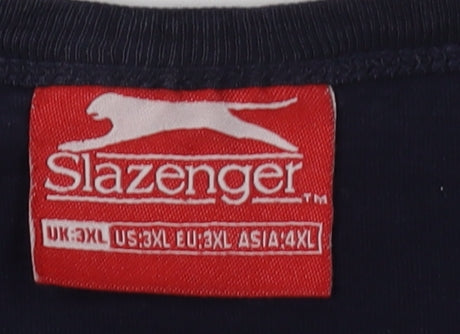 Slazenger™
UK:3XL US:3XL EU:3XL ASIA:4XL